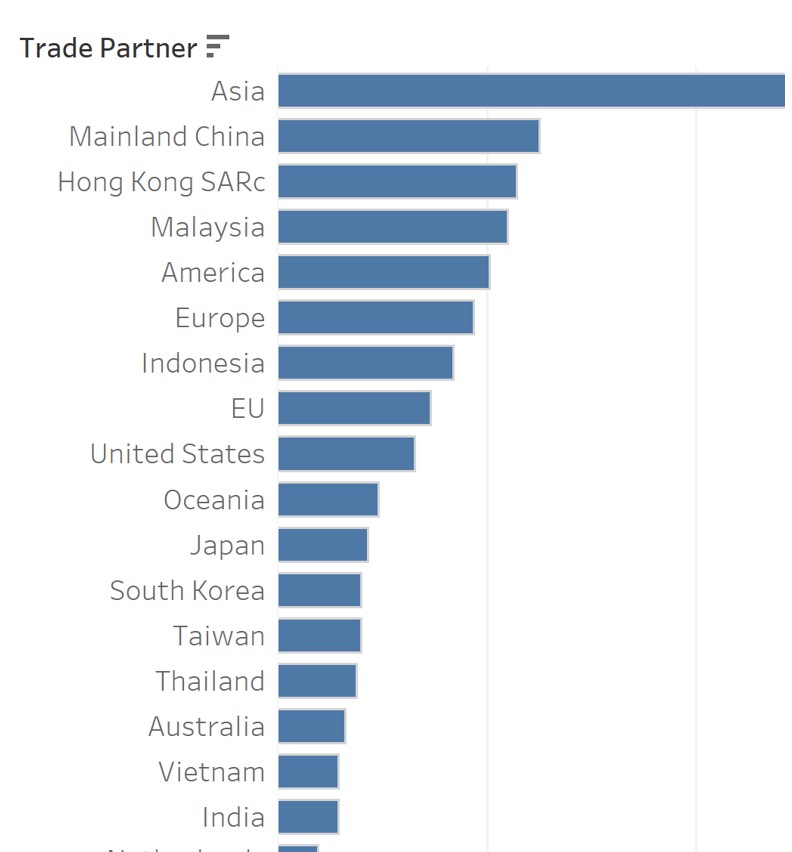 Trade Partner
Asia
Mainland China
Hong Kong SARc
Malaysia
America
Europe
Indonesia
EU
United States
Oceania
Japan
South Korea
Taiwan
Thailand
Australia
Vietnam
India